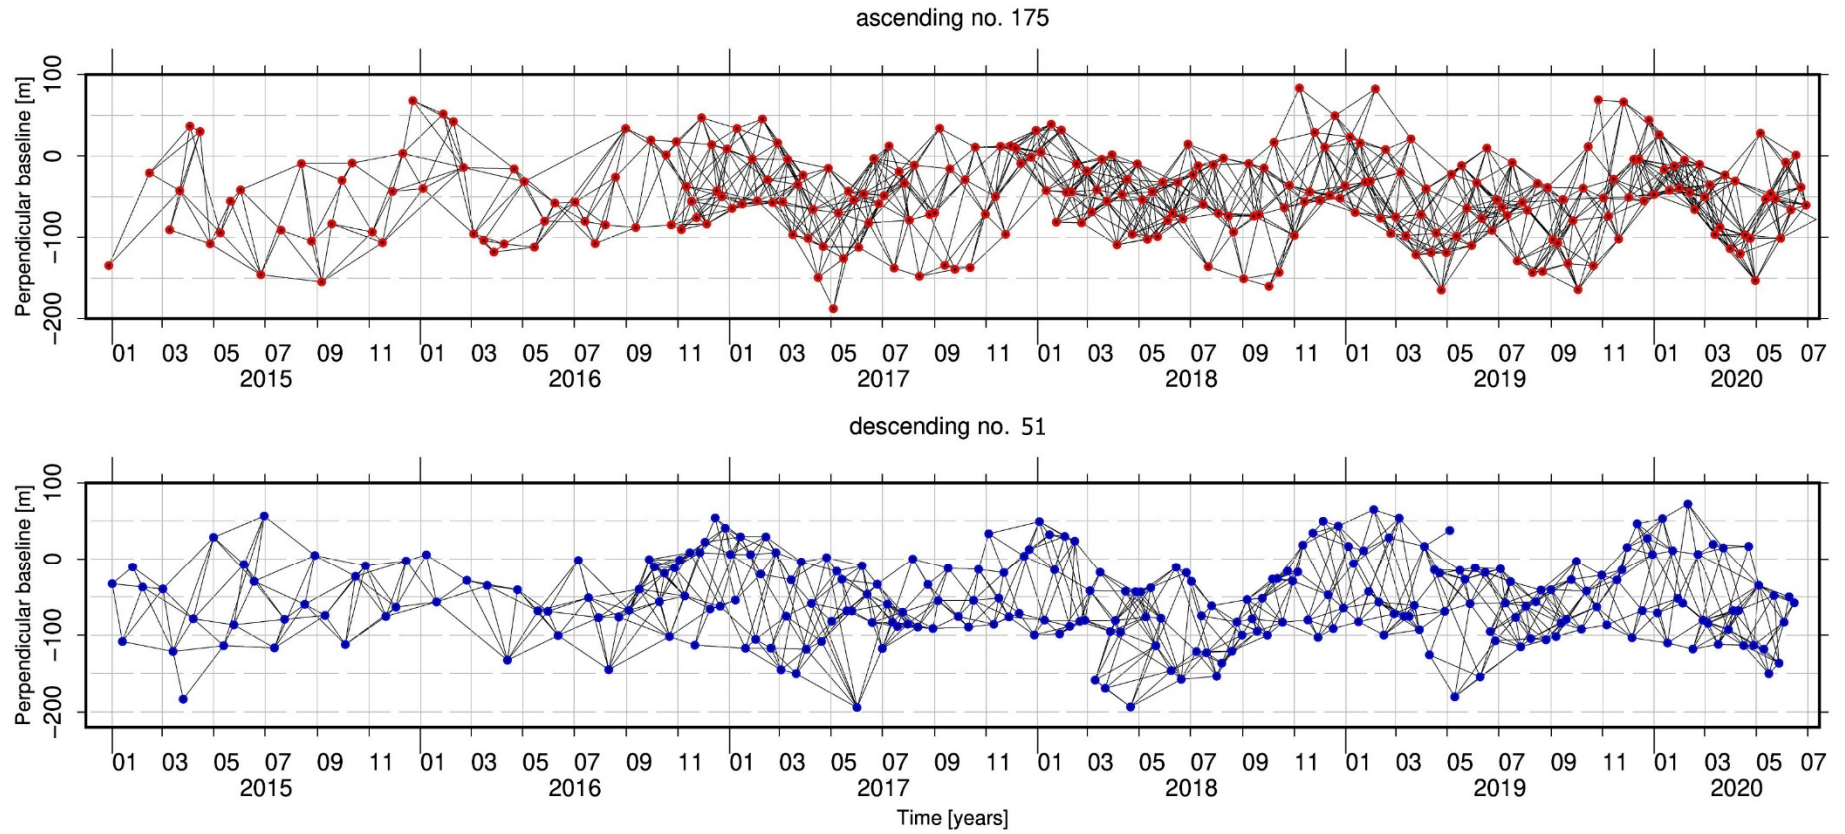 ascending no. 175
Perpendicular baseline [m]
100
0
−100
−200
01 03 05 07 09 11 01 03 05 07 09 11 01 03 05 07 09 11 01 03 05 07 09 11 01 03 05 07 09 11 01 03 05 07
2015 2016 2017 2018 2019 2020
descending no. 51
Perpendicular baseline [m]
100
0
−100
−200
01 03 05 07 09 11 01 03 05 07 09 11 01 03 05 07 09 11 01 03 05 07 09 11 01 03 05 07 09 11 01 03 05 07
2015 2016 2017 2018 2019 2020
Time [years]